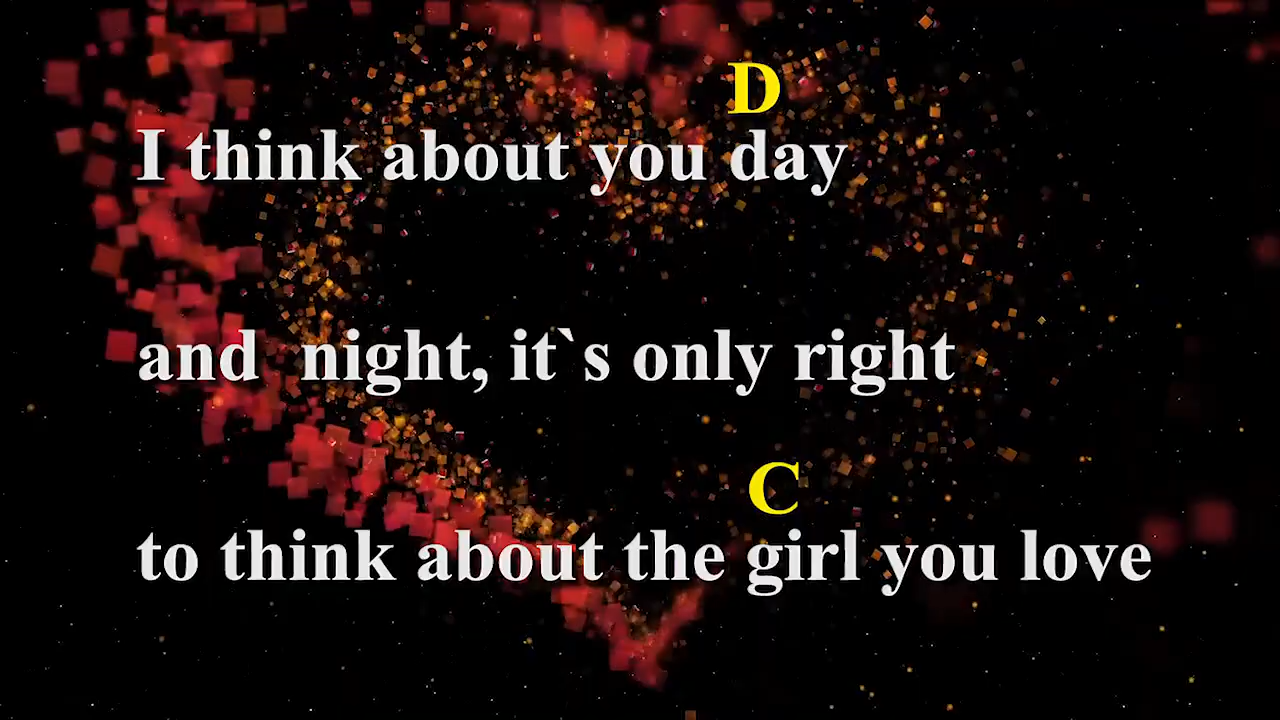 D
I think about you day
and  night, it`s only right
C
to think about the girl you love